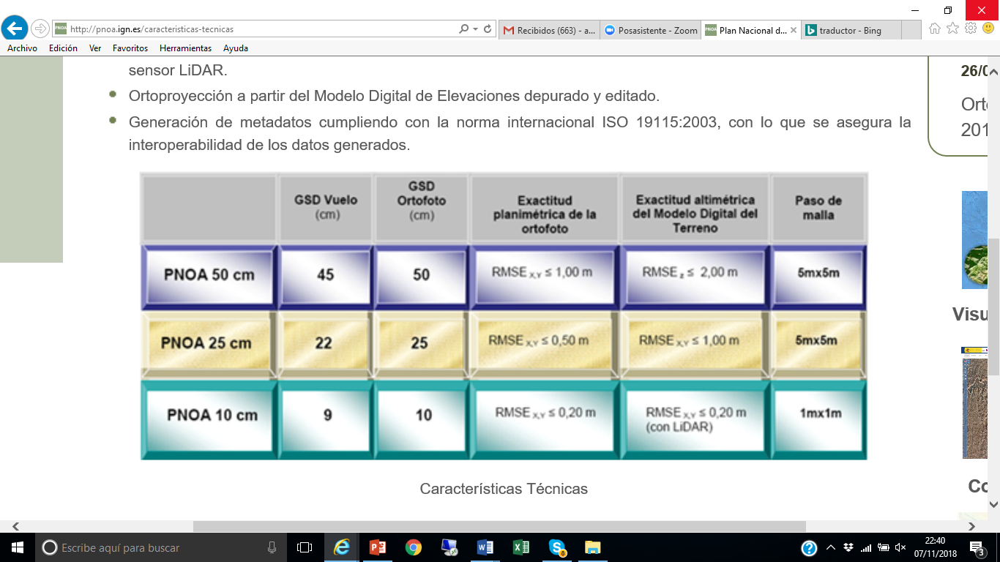 http://pnoa.ign.es/caracteristicas-tecnicas
Recibidos (663) - a...
Posasistente - Zoom
Plan Nacional d...
traductor - Bing
Archivo Edición Ver Favoritos Herramientas Ayuda
sensor LiDAR.
Ortoproyección a partir del Modelo Digital de Elevaciones depurado y editado.
Generación de metadatos cumpliendo con la norma internacional ISO 19115:2003, con lo que se asegura la
interoperabilidad de los datos generados.
GSD Vuelo
(cm)
GSD
Ortofoto
(cm)
Exactitud
planimétrica de la
ortofoto
Exactitud altimétrica
del Modelo Digital del
Terreno
Paso de
malla
PNOA 50 cm 45 50 RMSE X,Y ≤ 1,00 m RMSE z ≤ 2,00 m 5mx5m
PNOA 25 cm 22 25 RMSE X,Y ≤ 0,50 m RMSE X,Y ≤ 1,00 m 5mx5m
PNOA 10 cm 9 10 RMSE X,Y ≤ 0,20 m RMSE X,Y ≤ 0,20 m 1mx1m
(con LiDAR)
Características Técnicas
26/0
Ort
201
Visu
Co
Escribe aquí para buscar
22:40
07/11/2018
3